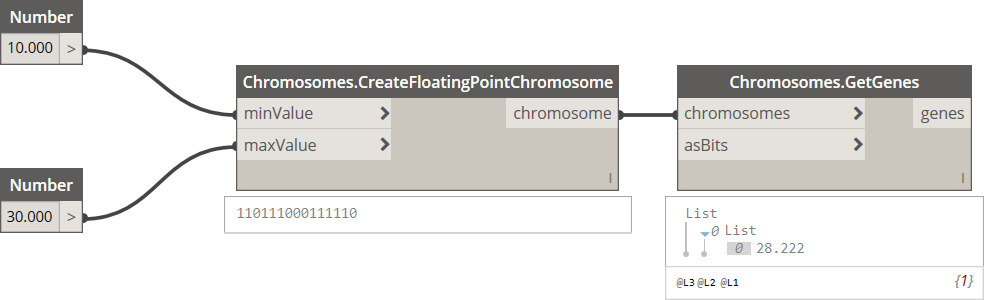 Number
10.000 >
Number
30.000 >
Chromosomes.CreateFloatingPointChromosome
minValue > chromosome
maxValue >
l
110111000111110
Chromosomes.GetGenes
chromosomes > genes
asBits >
l
List
0 List
0 28.222
@L3 @L2 @L1 {1}